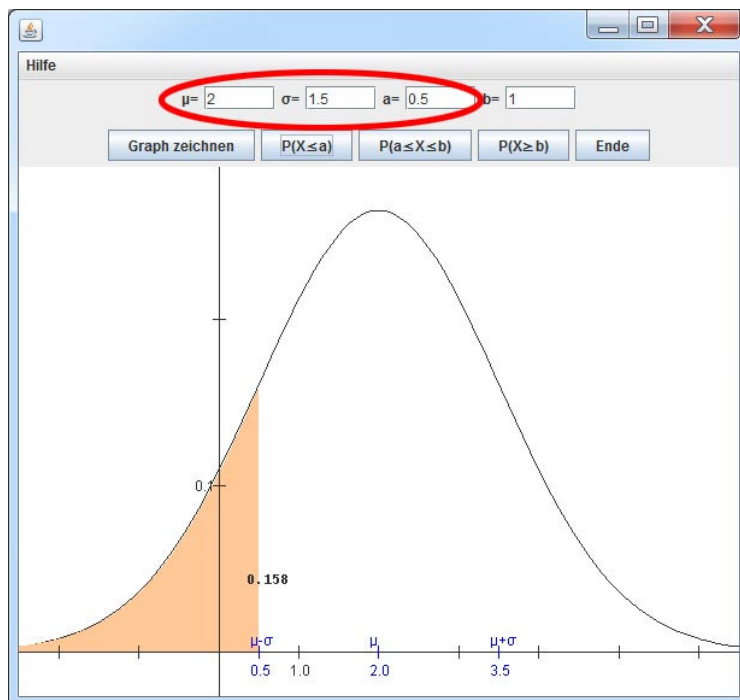 Hilfe
μ= 2 σ= 1.5 a= 0.5 b= 1
Graph zeichnen P(X≤a) P(a≤X≤b) P(X≥b) Ende
0.1
0.158
μ-σ μ μ+σ
0.5 1.0 2.0 3.5